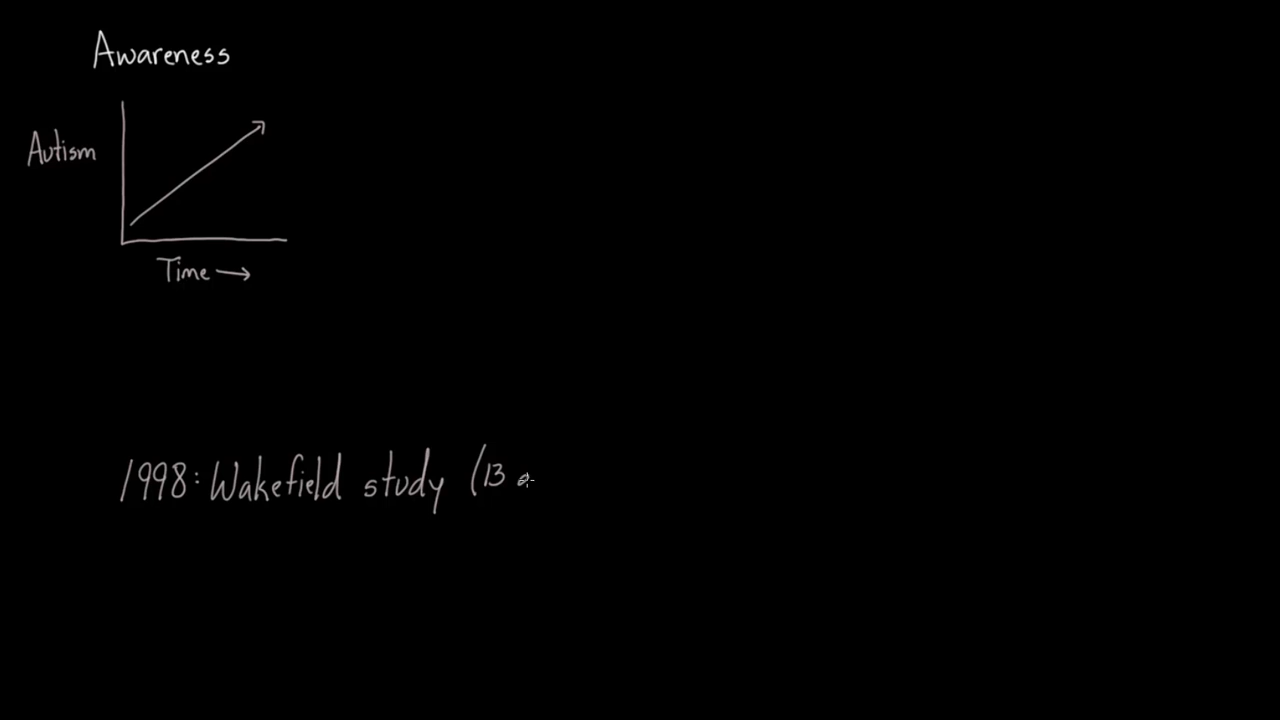 Awareness
Autism
Time →
1998: Wakefield study (13